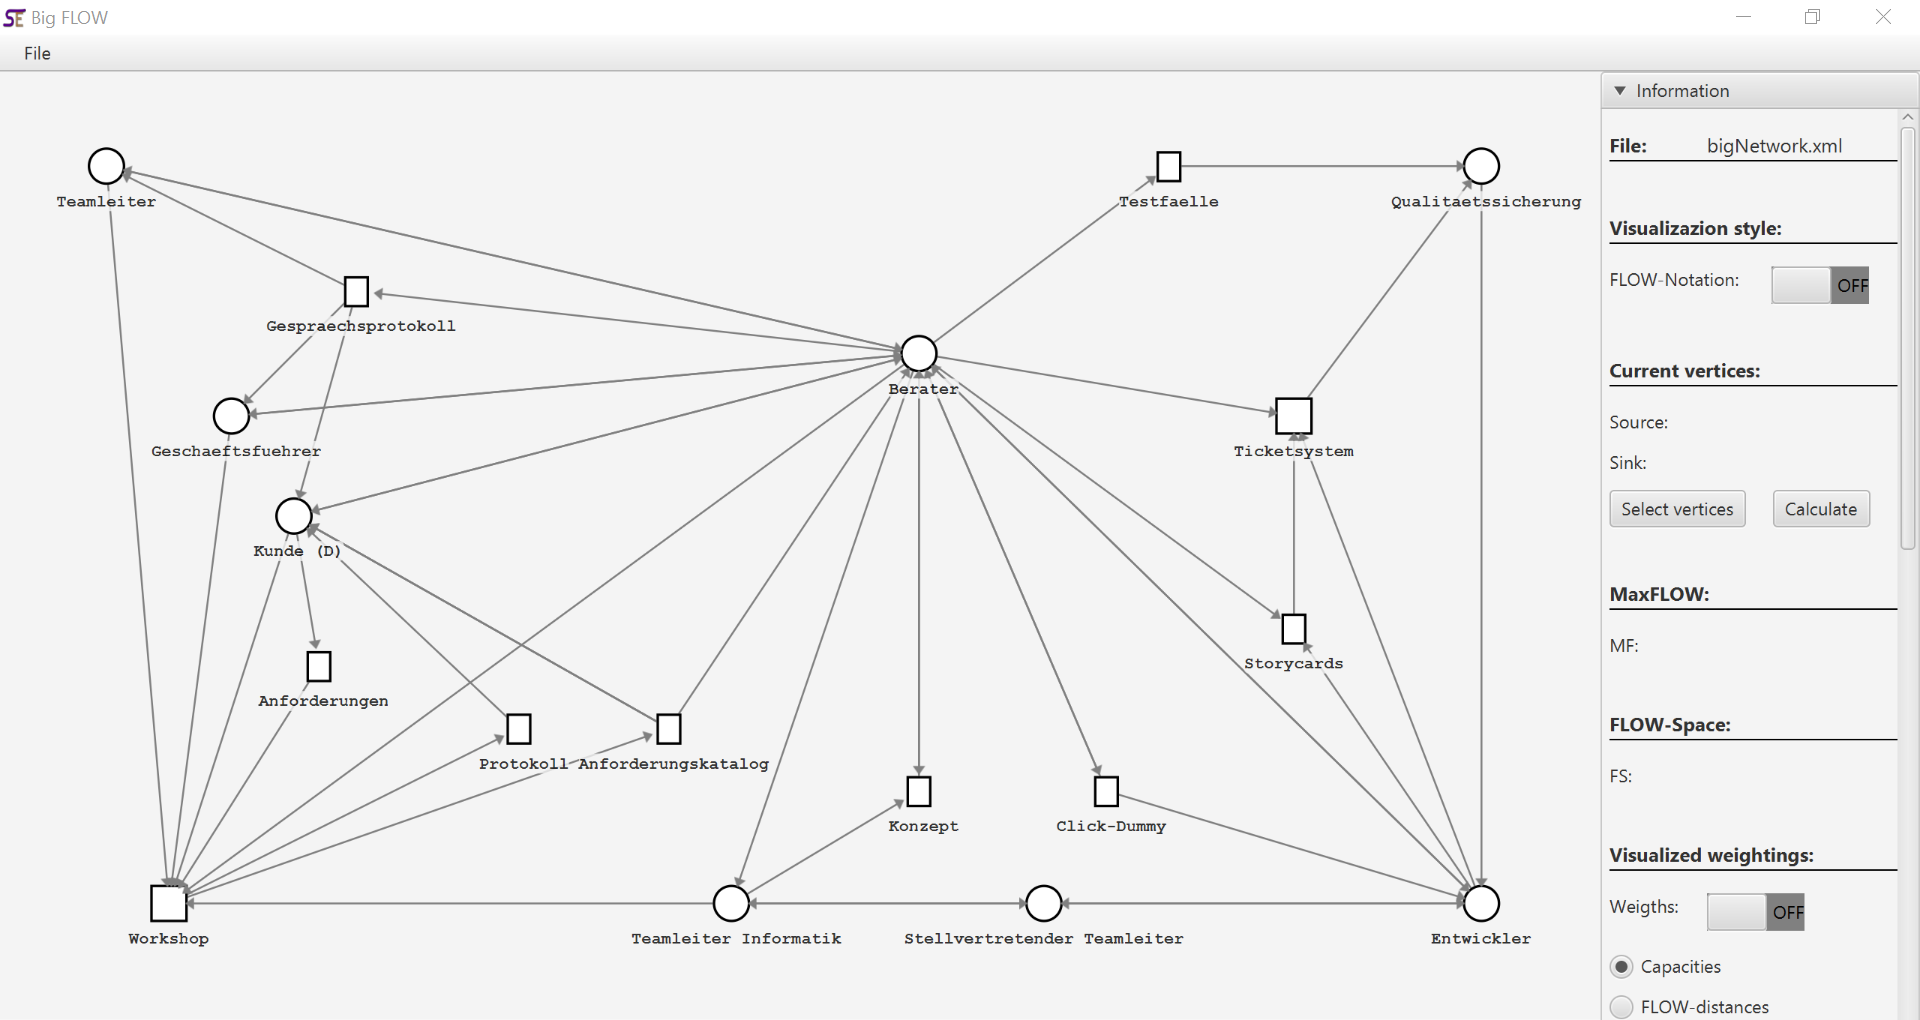 SE Big FLOW
File
Information
File: bigNetwork.xml
Visualizazion style:
FLOW-Notation: OFF
Current vertices:
Source:
Sink:
Select vertices Calculate
MaxFLOW:
MF:
FLOW-Space:
FS:
Visualized weightings:
Weigths: OFF
Capacities
FLOW-distances
Teamleiter
Testfaelle
Qualitaetssicherung
Gespraechsprotokoll
Berater
Geschaeftsfuehrer
Ticketsystem
Kunde (D)
Storycards
Anforderungen
Protokoll
Anforderungskatalog
Konzept
Click-Dummy
Workshop
Teamleiter Informatik
Stellvertretender Teamleiter
Entwickler